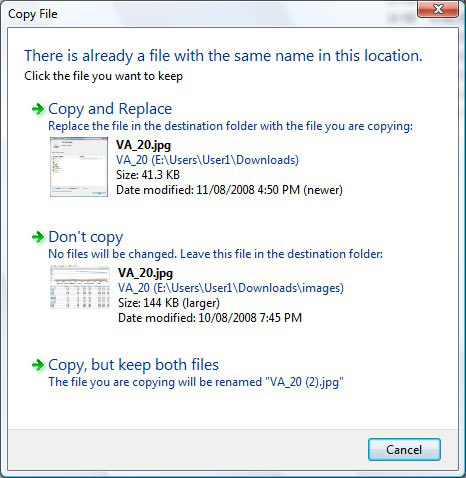 Copy File
There is already a file with the same name in this location.
Click the file you want to keep
Copy and Replace
Replace the file in the destination folder with the file you are copying:
VA_20.jpg
VA_20 (E:\Users\User1\Downloads)
Size: 41.3 KB
Date modified: 11/08/2008 4:50 PM (newer)
Don't copy
No files will be changed. Leave this file in the destination folder:
VA_20.jpg
VA_20 (E:\Users\User1\Downloads\images)
Size: 144 KB (larger)
Date modified: 10/08/2008 7:45 PM
Copy, but keep both files
The file you are copying will be renamed "VA_20 (2).jpg"
Cancel